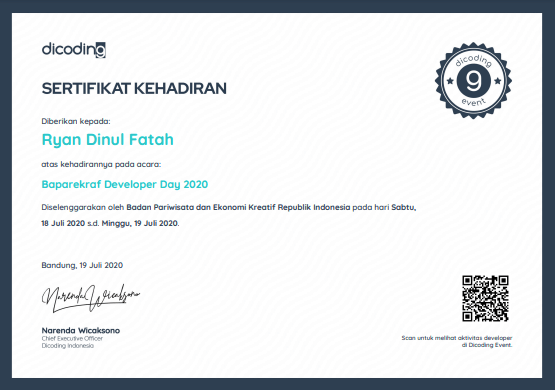 dicoding
SERTIFIKAT KEHADIRAN
dicoding
9
event
Diberikan kepada:
Ryan Dinul Fatah
atas kehadirannya pada acara:
Baparekraf Developer Day 2020
Diselenggarakan oleh Badan Pariwisata dan Ekonomi Kreatif Republik Indonesia pada hari Sabtu,
18 Juli 2020 s.d. Minggu, 19 Juli 2020.
Bandung, 19 Juli 2020
Narenda Wicaksono
Narenda Wicaksono
Chief Executive Officer
Dicoding Indonesia
Scan untuk melihat aktivitas developer
di Dicoding Event.